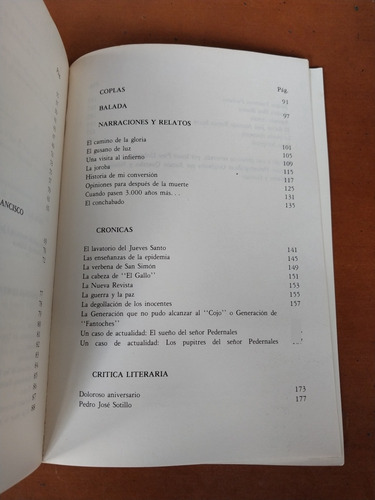 COPLAS Pág.
91
BALADA
97
NARRACIONES Y RELATOS
El camino de la gloria 101
El gusano de luz 105
Una visita al infierno 109
La joroba 115
Historia de mi conversión 117
Opiniones para después de la muerte 125
Cuando pasen 3.000 años más... 131
El conchabado 135
CRONICAS
El lavatorio del Jueves Santo 141
Las enseñanzas de la epidemia 145
La verbena de San Simón 149
La cabeza de "El Gallo" 151
La Nueva Revista 153
La guerra y la paz 155
La degollación de los inocentes 157
La Generación que no pudo alcanzar al "Cojo" o Generación de
"Fantoches"
Un caso de actualidad: El sueño del señor Pedernales
Un caso de actualidad: Los pupitres del señor Pedernales
CRITICA LITERARIA
173
Doloroso aniversario
177
Pedro José Sotillo
ANCISCO